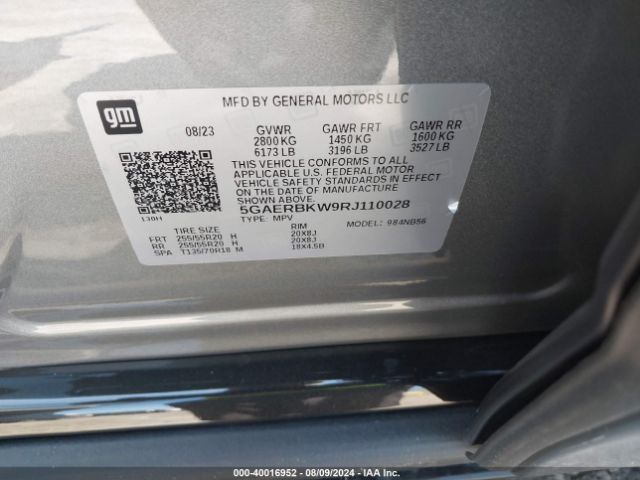 MFD BY GENERAL MOTORS LLC
gm
08/23 GVWR GAWR FRT GAWR RR
2800 KG 1450 KG 1600 KG
6173 LB 3196 LB 3527 LB
THIS VEHICLE CONFORMS TO ALL
APPLICABLE U.S. FEDERAL MOTOR
VEHICLE SAFETY STANDARDS IN EFFECT
ON THE DATE OF MANUFACTURE
5GAERBKW9RJ110028
TYPE: MPV MODEL: 984NB56
130H
TIRE SIZE RIM
FRT 255/55R20 H 20X8J
RR 255/55R20 H 20X8J
SPA T135/70R18 M 18X4.5B
000-40016952 - 08/09/2024 - IAA Inc.